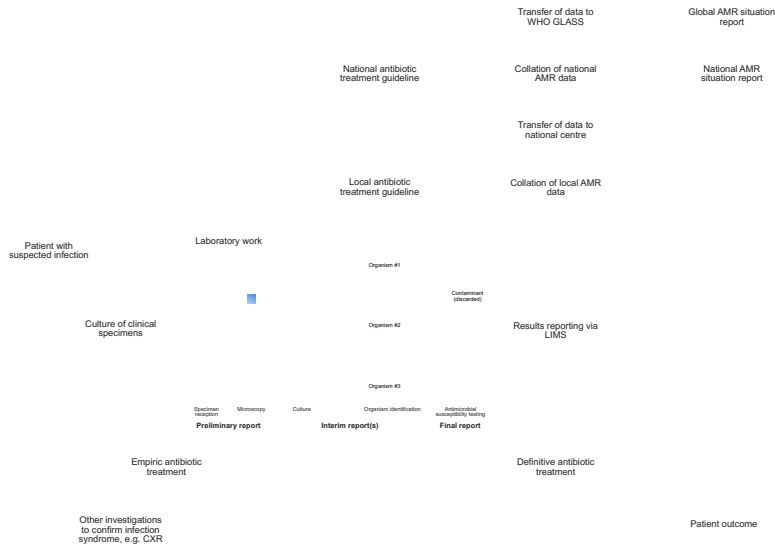 Transfer of data to
WHO GLASS
Global AMR situation
report
National antibiotic
treatment guideline
Collation of national
AMR data
National AMR
situation report
Transfer of data to
national centre
Local antibiotic
treatment guideline
Collation of local AMR
data
Patient with
suspected infection
Laboratory work
Organism #1
Contaminant
(discarded)
Culture of clinical
specimens
Organism #2
Results reporting via
LIMS
Organism #3
Specimen
reception
Microscopy
Culture
Organism identification
Antimicrobial
susceptibility testing
Preliminary report
Interim report(s)
Final report
Empiric antibiotic
treatment
Definitive antibiotic
treatment
Other investigations
to confirm infection
syndrome, e.g. CXR
Patient outcome